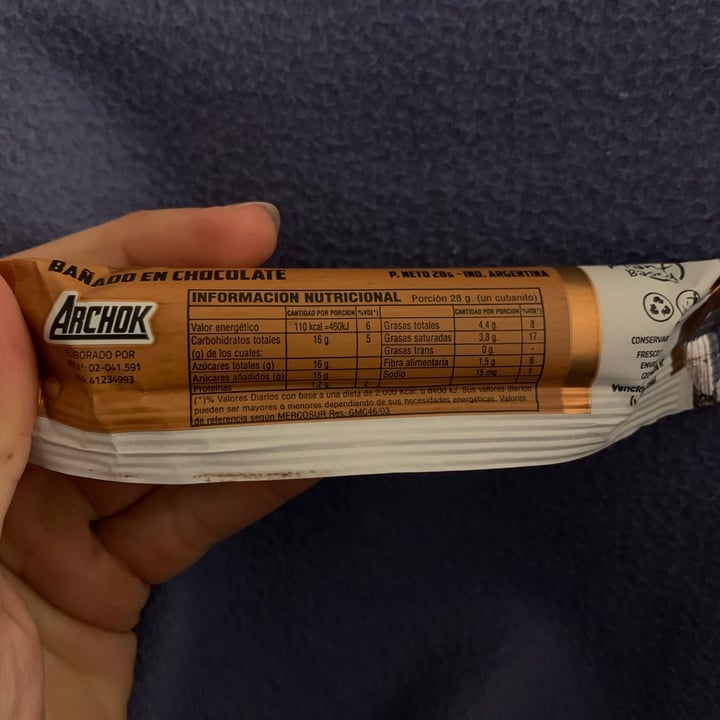 BAÑADO EN CHOCOLATE
P. NETO 28g - IND. ARGENTINA
ARCHOK
ELABORADO POR
02-041.591
41234993
INFORMACION NUTRICIONAL Porción 28 g. (un cubanito)
CANTIDAD POR PORCION %VD(*) CANTIDAD POR PORCION %VD(*)
Valor energético 110 kcal =460kJ 6 Grasas totales 4,4 g. 8
Carbohidratos totales 16 g. 5 Grasas saturadas 3,8 g. 17
(g) de los cuales: Grasas trans 0 g.
Azúcares totales (g) 16 g. Fibra alimentaria 1,5 g. 6
Azúcares añadidos (g) 15 g. Sodio 15 mg 1
Proteínas 1,2 g. 2
(*)% Valores Diarios con base a una dieta de 2.000 kcal. u 8400 kJ. Sus valores diarios
pueden ser mayores o menores dependiendo de sus necesidades energéticas. Valores
de referencia según MERCOSUR Res. GMC46/03
CONSERVAR
FRESCO